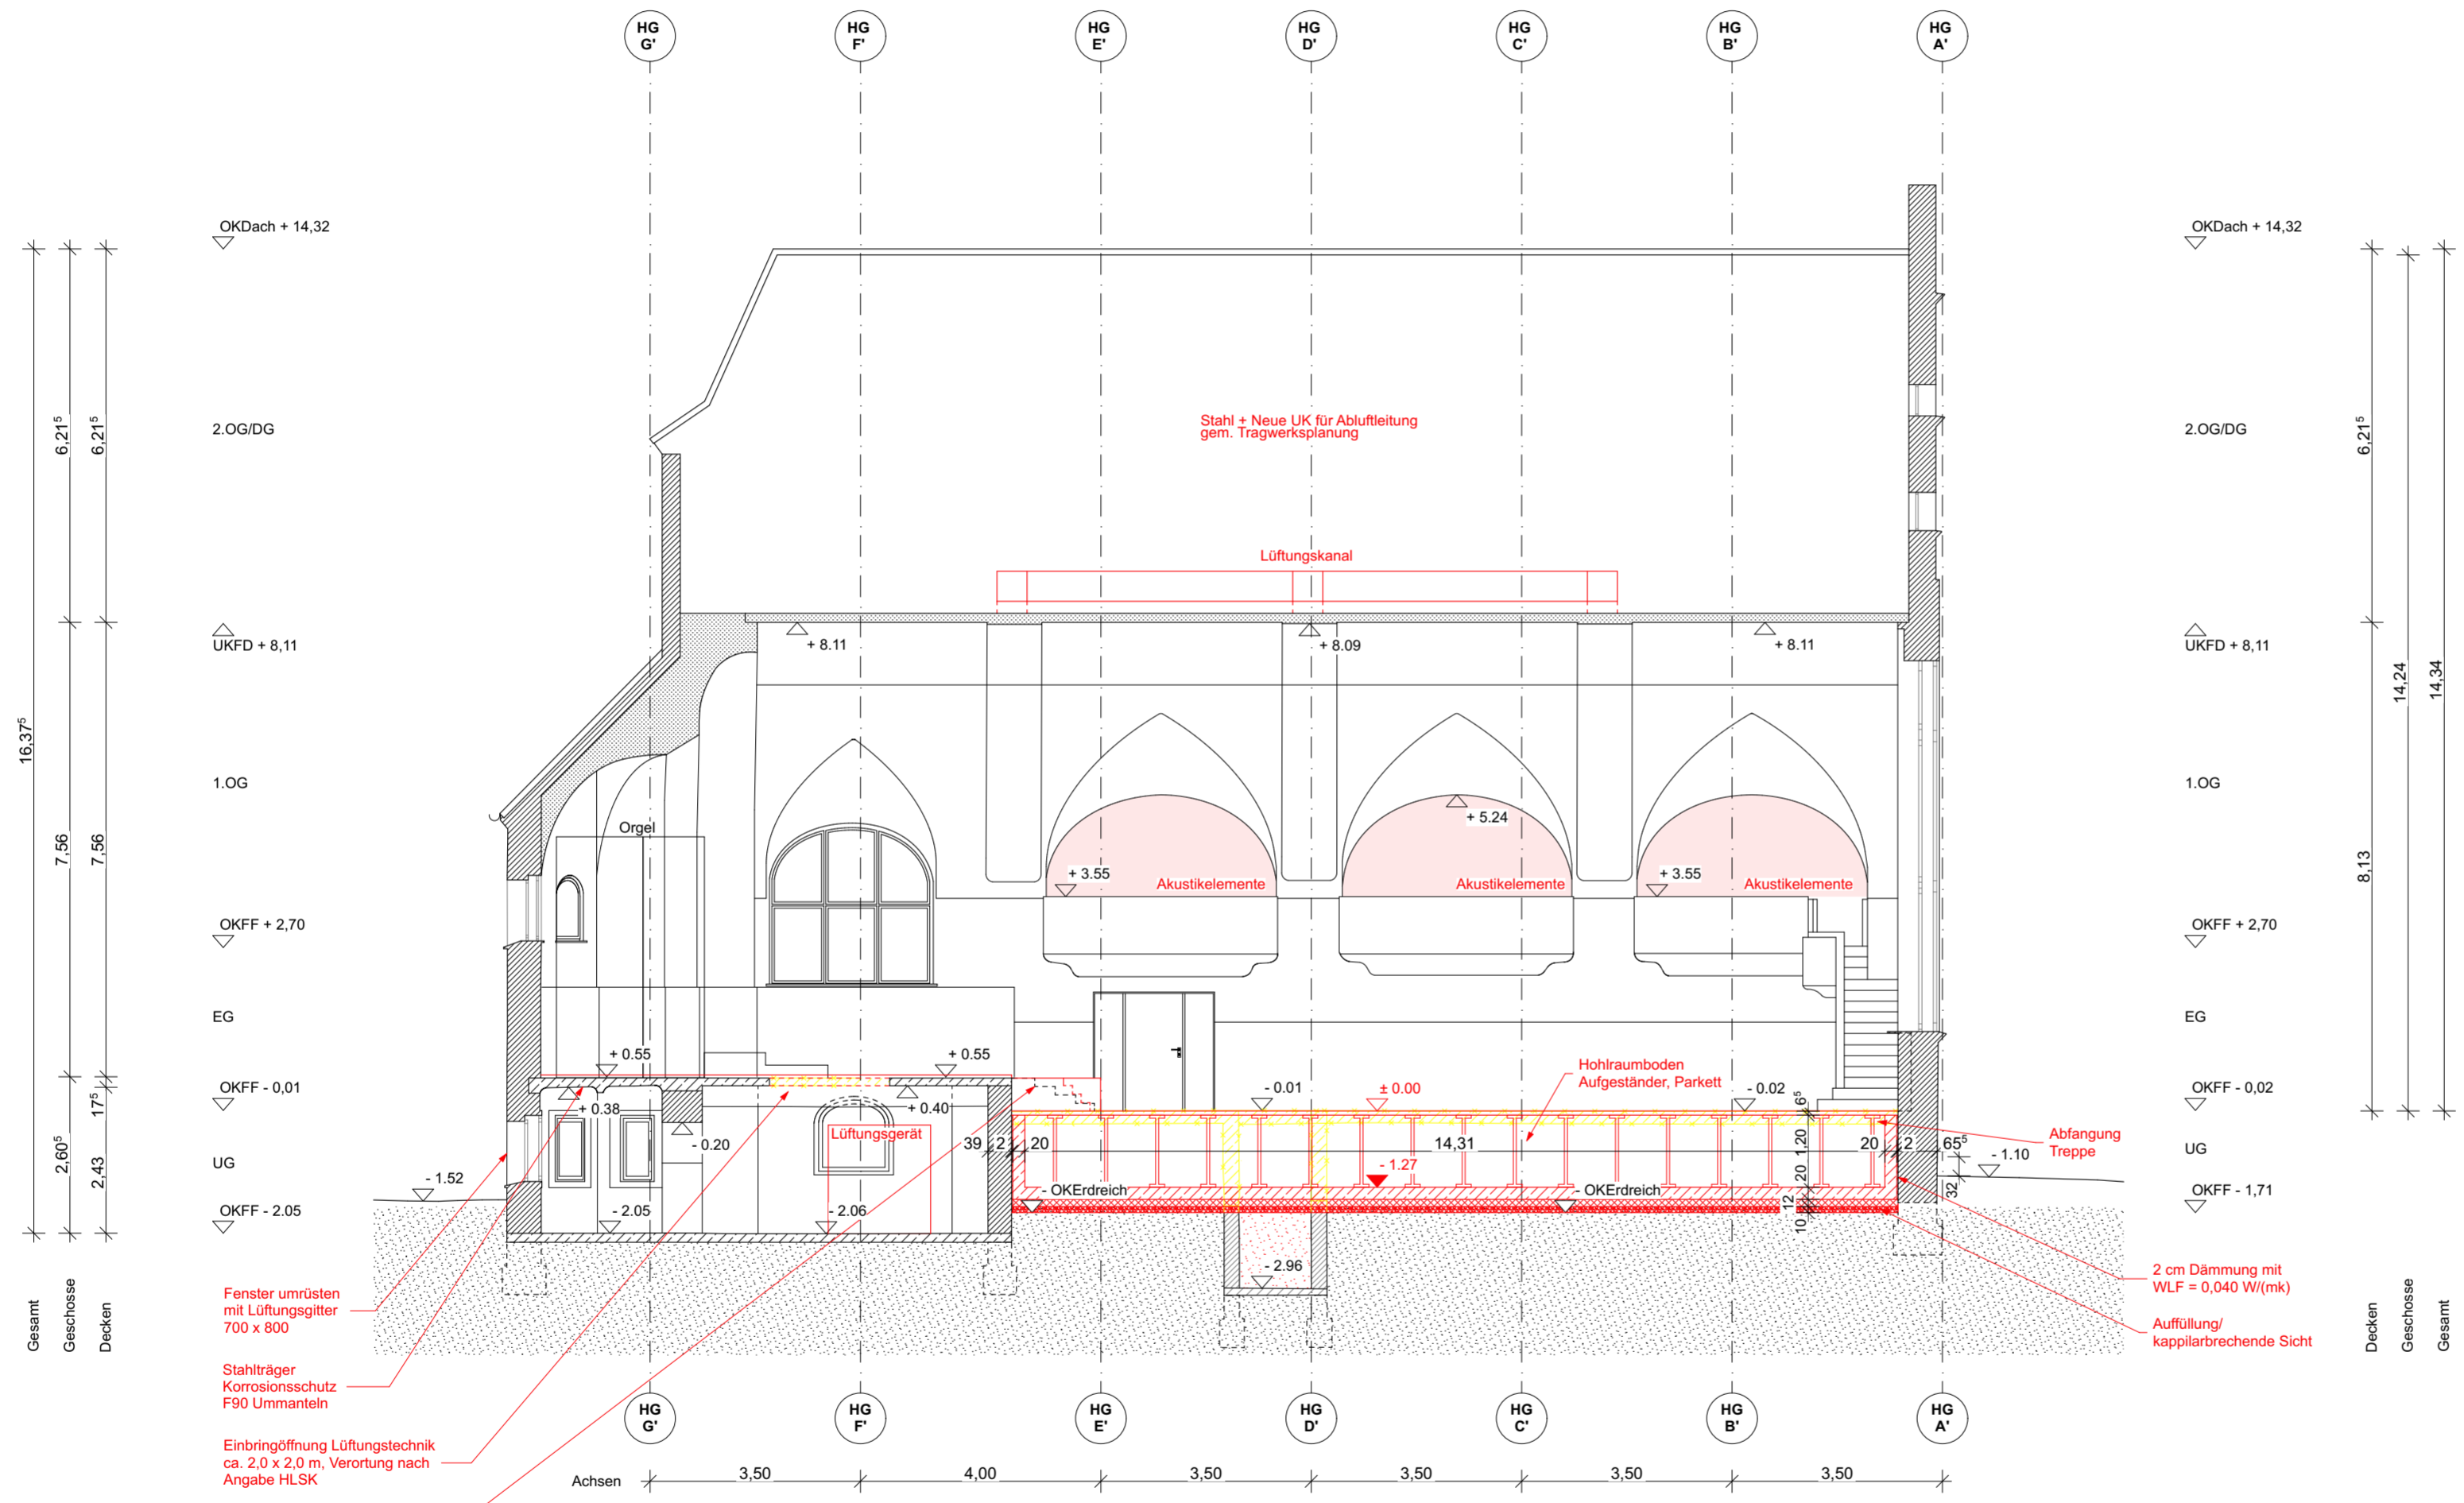 HG
G'
HG
F'
HG
E'
HG
D'
HG
C'
HG
B'
HG
A'
OKDach + 14,32
OKDach + 14,32
2.OG/DG
2.OG/DG
6,21⁵
6,21⁵
6,21⁵
Stahl + Neue UK für Abluftleitung
gem. Tragwerksplanung
Lüftungskanal
UKFD + 8,11
+ 8.11
+ 8.09
+ 8.11
UKFD + 8,11
14,24
14,34
16,37⁵
1.OG
1.OG
7,56
7,56
8,13
Orgel
+ 5.24
+ 3.55
+ 3.55
Akustikelemente
Akustikelemente
Akustikelemente
OKFF + 2,70
OKFF + 2,70
EG
EG
+ 0.55
+ 0.55
Hohlraumboden
Aufgeständer, Parkett
OKFF - 0,01
- 0.01
± 0.00
- 0.02
OKFF - 0,02
17⁵
+ 0.38
+ 0.40
6⁵
- 0.20
Lüftungsgerät
39
2
20
14,31
1,20
20
2
65⁵
Abfangung
Treppe
2,60⁵
2,43
UG
UG
- 1.52
- 1.27
- 1.10
- OKErdreich
- OKErdreich
20
12
10
32
OKFF - 2.05
- 2.05
- 2.06
OKFF - 1,71
- 2.96
Fenster umrüsten
mit Lüftungsgitter
700 x 800
2 cm Dämmung mit
WLF = 0,040 W/(mk)
Auffüllung/
kappilarbrechende Sicht
Gesamt
Geschosse
Decken
Decken
Geschosse
Gesamt
Stahlträger
Korrosionsschutz
F90 Ummanteln
Einbringöffnung Lüftungstechnik
ca. 2,0 x 2,0 m, Verortung nach
Angabe HLSK
HG
G'
HG
F'
HG
E'
HG
D'
HG
C'
HG
B'
HG
A'
Achsen
3,50
4,00
3,50
3,50
3,50
3,50